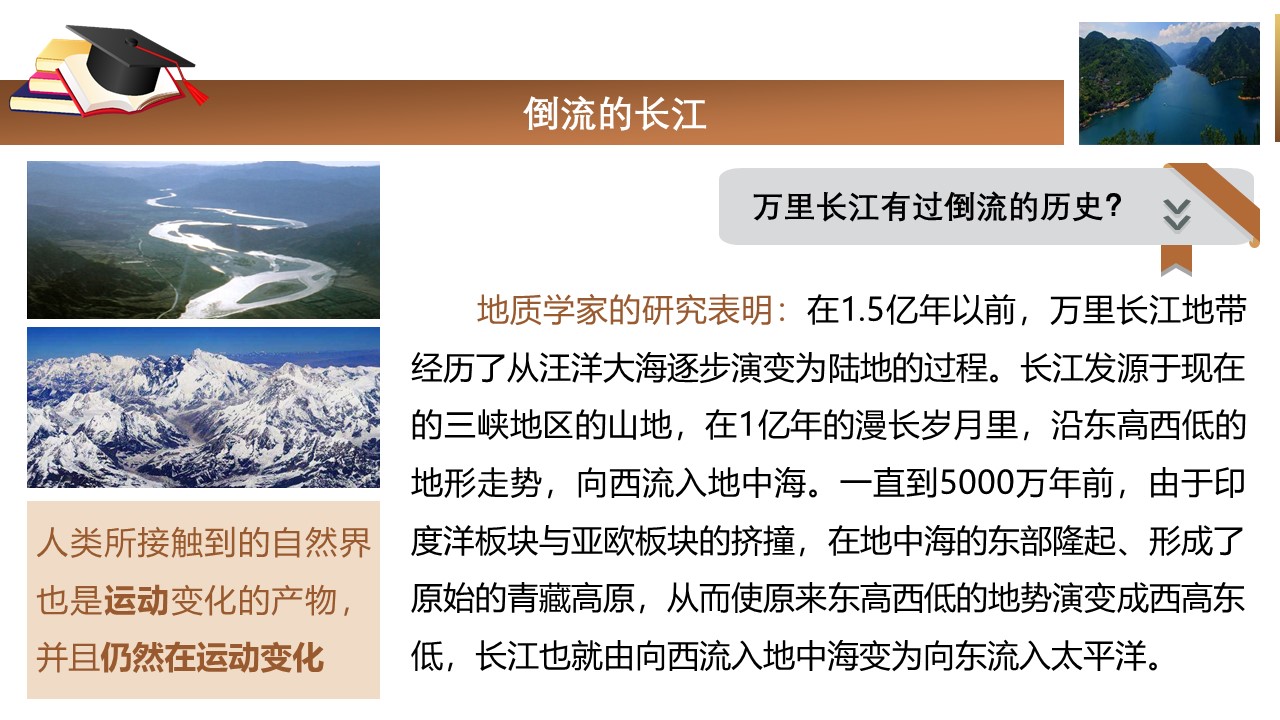 倒流的长江
万里长江有过倒流的历史?
地质学家的研究表明：在1.5亿年以前，万里长江地带
经历了从汪洋大海逐步演变为陆地的过程。长江发源于现在
的三峡地区的山地，在1亿年的漫长岁月里，沿东高西低的
地形走势，向西流入地中海。一直到5000万年前，由于印
度洋板块与亚欧板块的挤撞，在地中海的东部隆起、形成了
原始的青藏高原，从而使原来东高西低的地势演变成西高东
低，长江也就由向西流入地中海变为向东流入太平洋。
人类所接触到的自然界
也是运动变化的产物，
并且仍然在运动变化